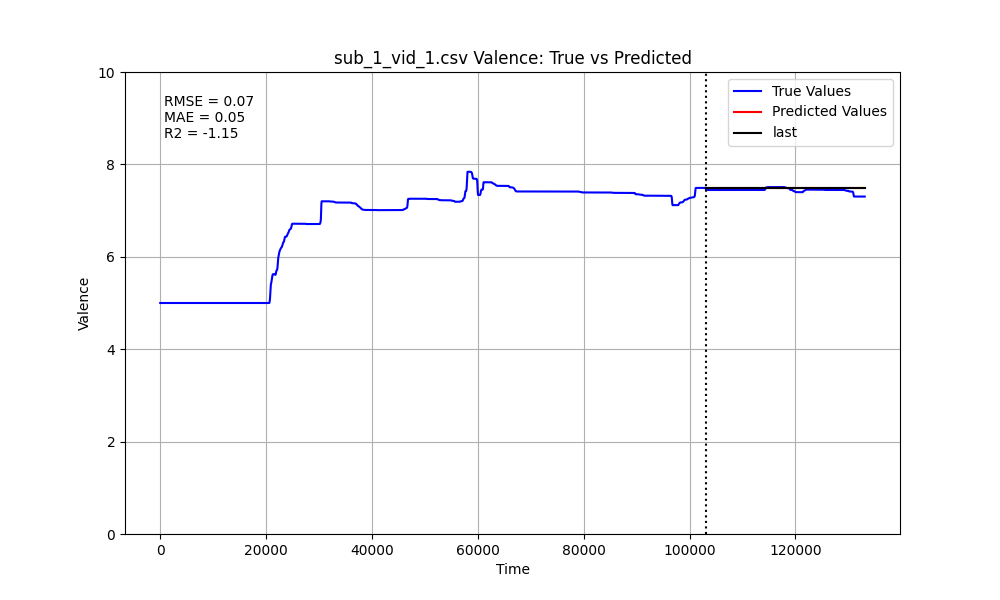 sub_1_vid_1.csv Valence: True vs Predicted
10
8
6
4
2
0
Valence
RMSE = 0.07
MAE = 0.05
R2 = -1.15
True Values
Predicted Values
last
0
20000
40000
60000
80000
100000
120000
Time